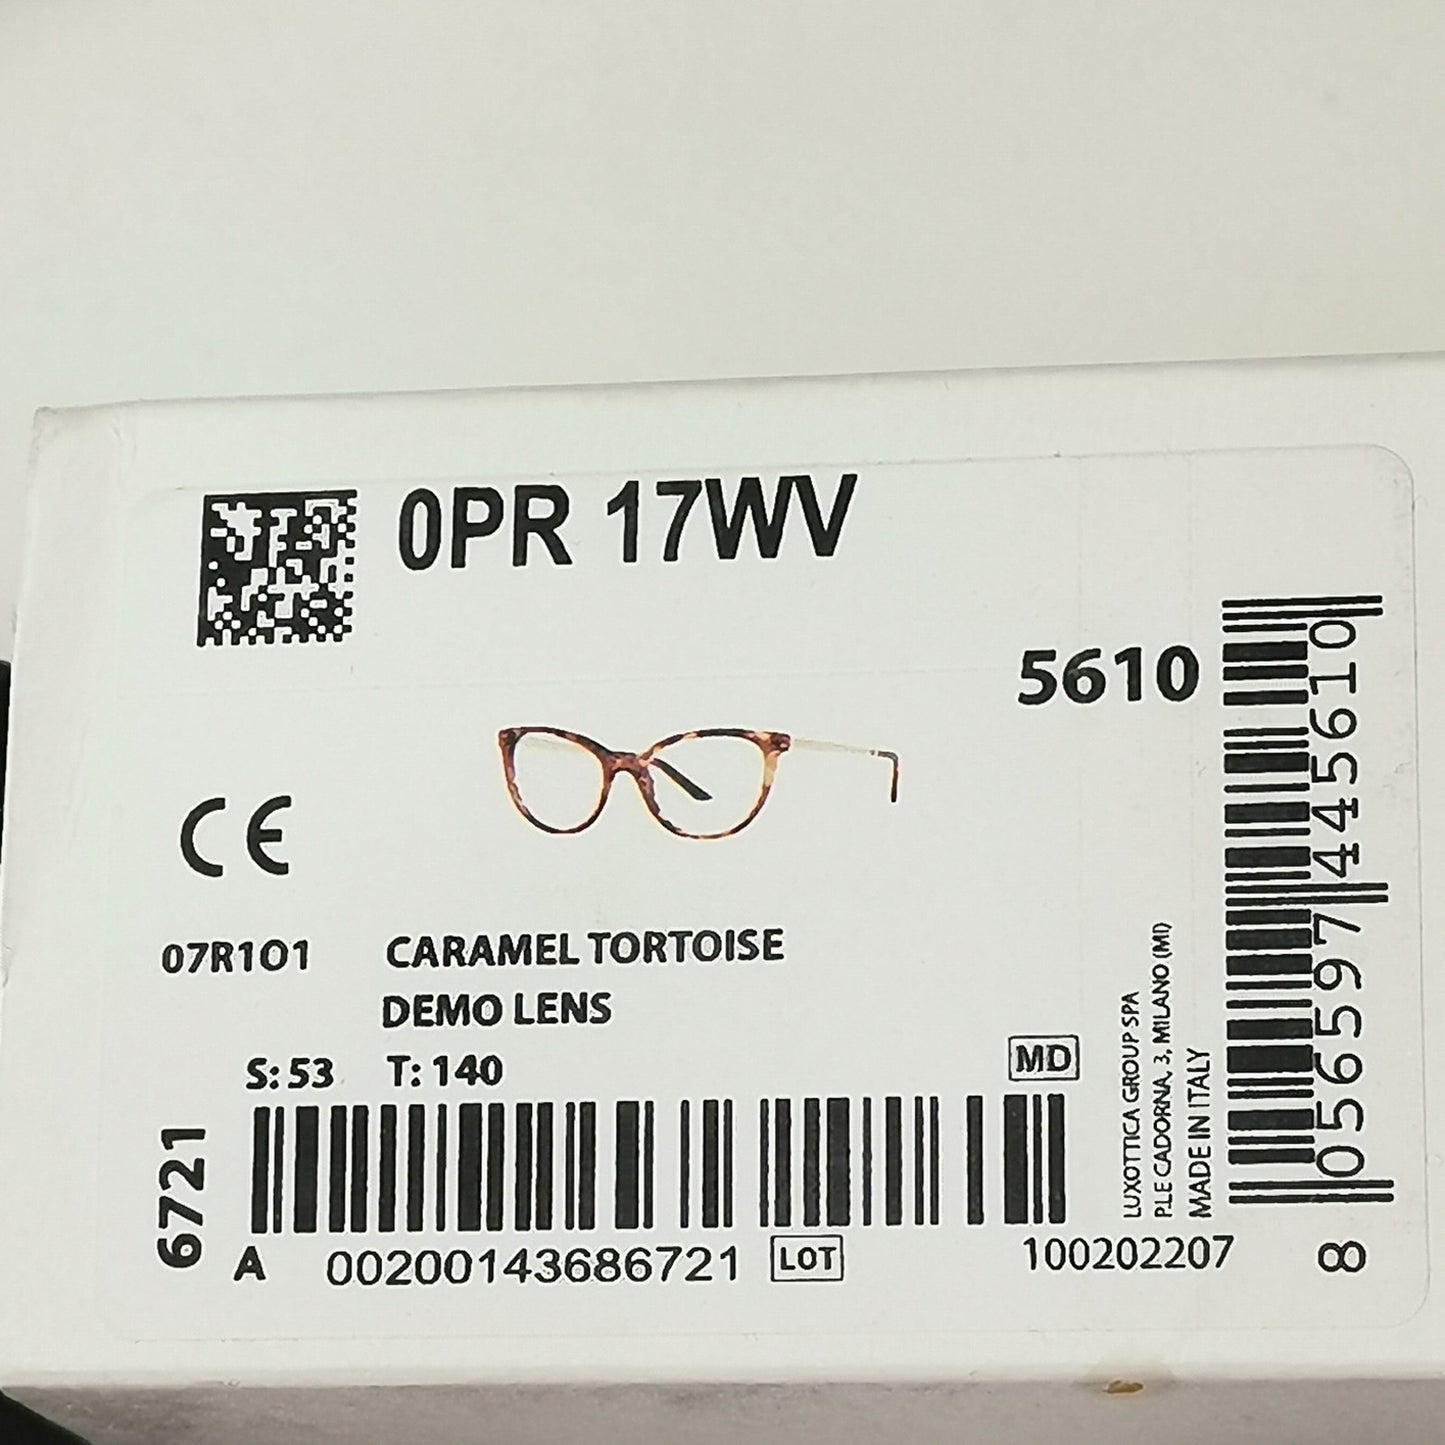 0PR 17WV
5610
CE
07R1O1 CARAMEL TORTOISE
DEMO LENS
S: 53 T: 140
MD
6721
A 00200143686721 LOT 100202207
LUXOTTICA GROUP SPA
P.LE CADORNA, 3, MILANO (MI)
MADE IN ITALY
8 056597 445610